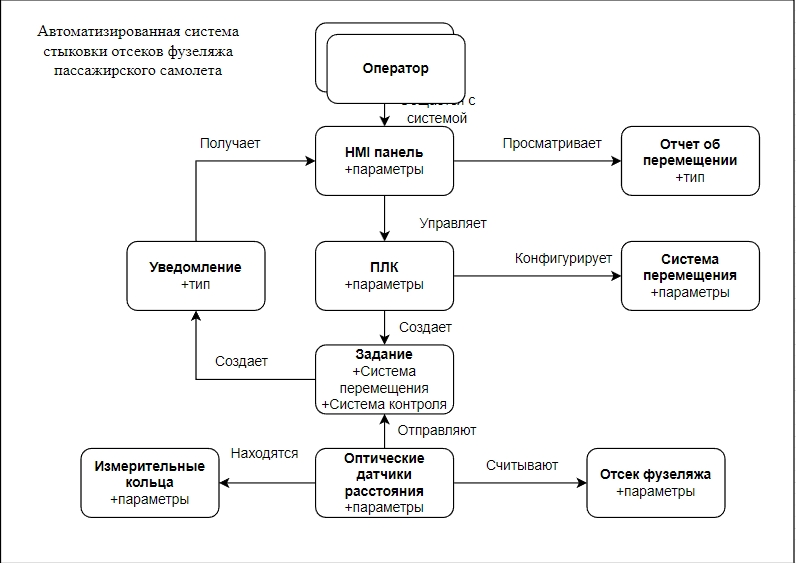 Автоматизированная система
стыковки отсеков фузеляжа
пассажирского самолета
Оператор
с
системой
Получает
HMI панель
+параметры
Просматривает
Отчет об
перемещении
+тип
Управляет
Уведомление
+тип
ПЛК
+параметры
Конфигурирует
Система
перемещения
+параметры
Создает
Создает
Задание
+Система
перемещения
+Система контроля
Отправляют
Измерительные
кольца
+параметры
Находятся
Оптические
датчики
расстояния
+параметры
Считывают
Отсек фузеляжа
+параметры